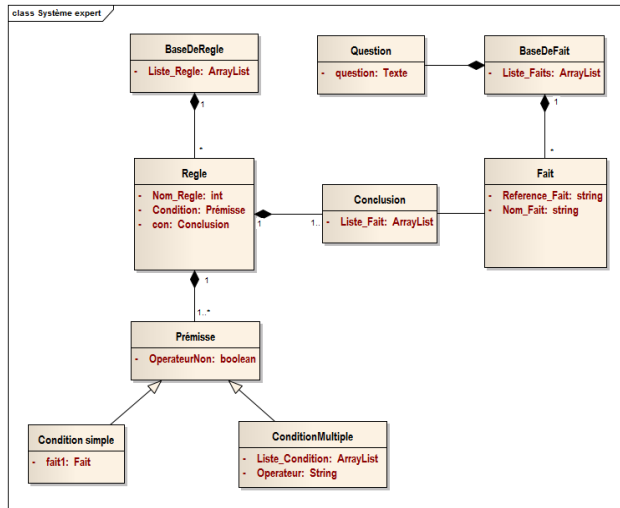 class Système expert
BaseDeRegle
- Liste_Regle: ArrayList
Question
- question: Texte
BaseDeFait
- Liste_Faits: ArrayList
1
1
*
*
Regle
- Nom_Regle: int
- Condition: Prémisse
- con: Conclusion
1
1..
Conclusion
- Liste_Fait: ArrayList
Fait
- Reference_Fait: string
- Nom_Fait: string
1
1..*
Prémisse
- OperateurNon: boolean
Condition simple
- fait1: Fait
ConditionMultiple
- Liste_Condition: ArrayList
- Operateur: String